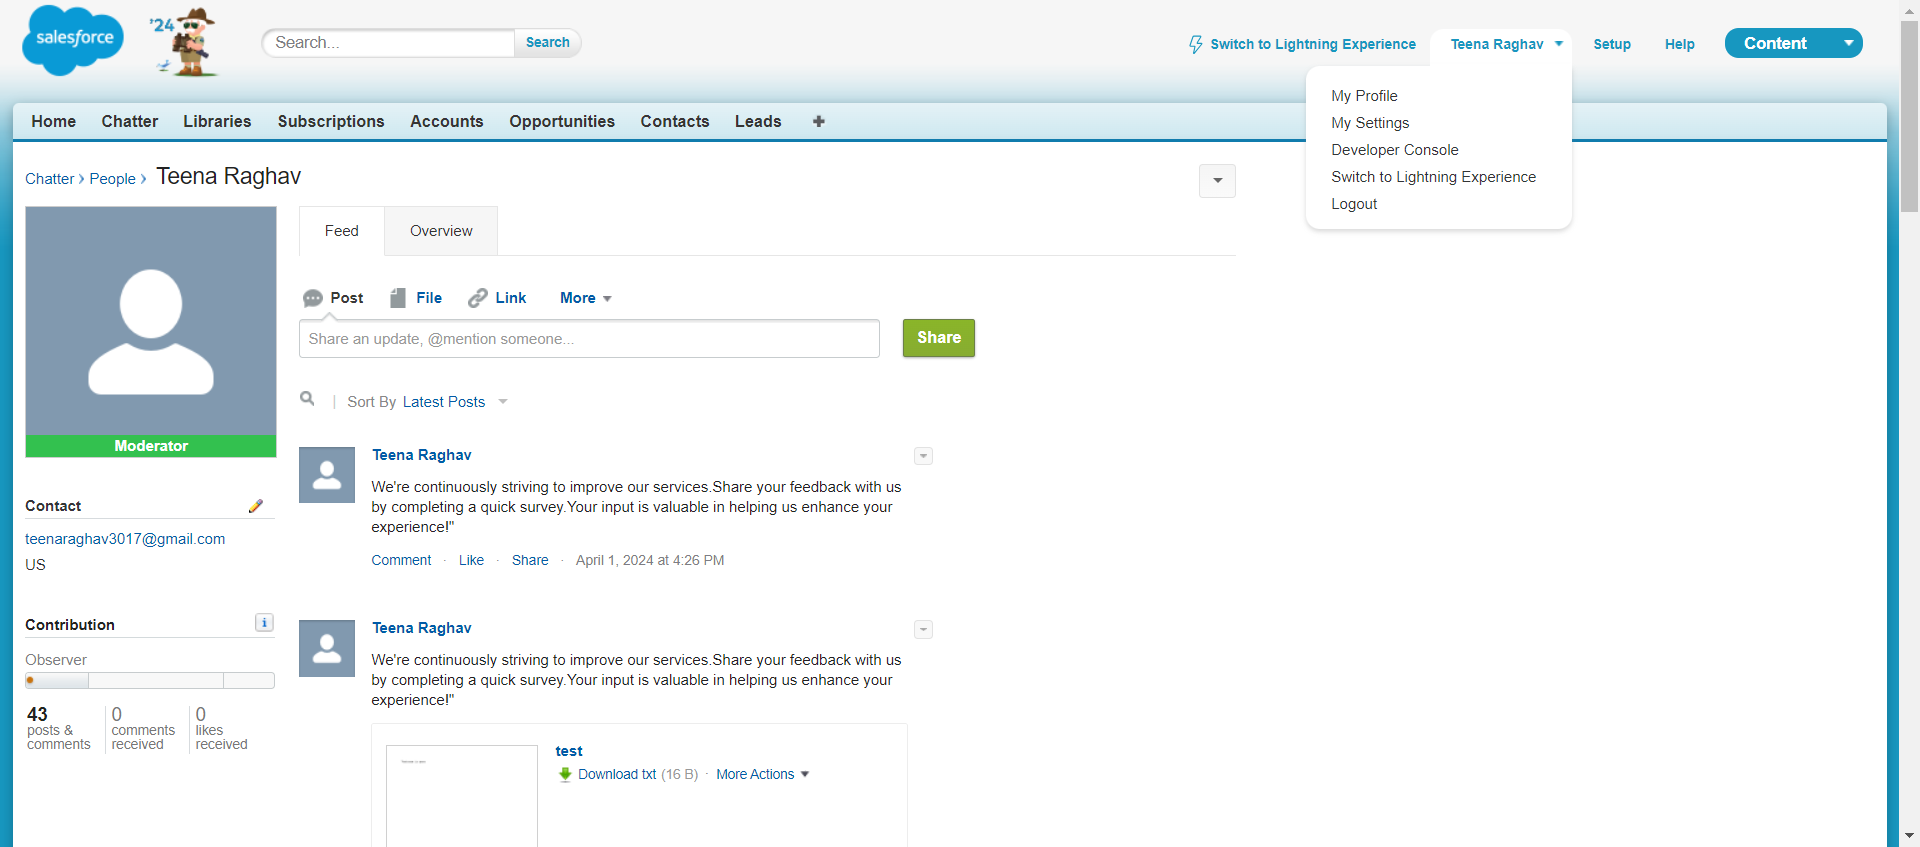 salesforce
'24
Search...
Search
Switch to Lightning Experience
Teena Raghav
Setup
Help
Content
My Profile
My Settings
Developer Console
Switch to Lightning Experience
Logout
Home
Chatter
Libraries
Subscriptions
Accounts
Opportunities
Contacts
Leads
Chatter › People › Teena Raghav
Moderator
Contact
teenaraghav3017@gmail.com
US
Contribution
Observer
43
posts &
comments
0
comments
received
0
likes
received
Feed
Overview
Post
File
Link
More
Share an update, @mention someone...
Share
Sort By Latest Posts
Teena Raghav
We're continuously striving to improve our services.Share your feedback with us
by completing a quick survey.Your input is valuable in helping us enhance your
experience!"
Comment · Like · Share · April 1, 2024 at 4:26 PM
Teena Raghav
We're continuously striving to improve our services.Share your feedback with us
by completing a quick survey.Your input is valuable in helping us enhance your
experience!"
test
Download txt (16 B) · More Actions